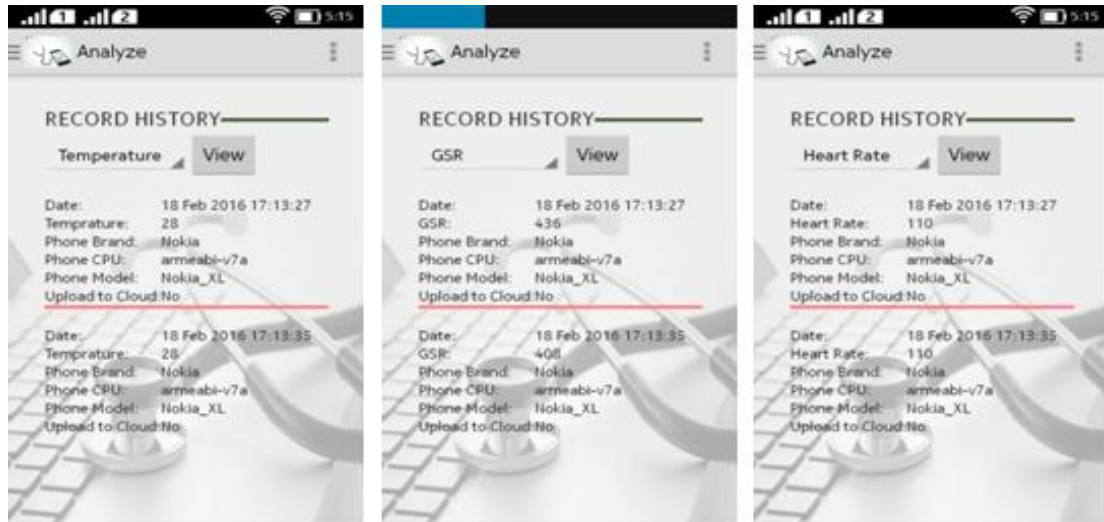 1 2 5:15
Analyze
RECORD HISTORY
Temperature View
Date: 18 Feb 2016 17:13:27
Temprature: 28
Phone Brand: Nokia
Phone CPU: armeabi-v7a
Phone Model: Nokia_XL
Upload to Cloud:No
Date: 18 Feb 2016 17:13:35
Temprature: 28
Phone Brand: Nokia
Phone CPU: armeabi-v7a
Phone Model: Nokia_XL
Upload to Cloud:No
Analyze
RECORD HISTORY
GSR View
Date: 18 Feb 2016 17:13:27
GSR: 436
Phone Brand: Nokia
Phone CPU: armeabi-v7a
Phone Model: Nokia_XL
Upload to Cloud:No
Date: 18 Feb 2016 17:13:35
GSR: 408
Phone Brand: Nokia
Phone CPU: armeabi-v7a
Phone Model: Nokia_XL
Upload to Cloud:No
1 2 5:15
Analyze
RECORD HISTORY
Heart Rate View
Date: 18 Feb 2016 17:13:27
Heart Rate: 110
Phone Brand: Nokia
Phone CPU: armeabi-v7a
Phone Model: Nokia_XL
Upload to Cloud:No
Date: 18 Feb 2016 17:13:35
Heart Rate: 110
Phone Brand: Nokia
Phone CPU: armeabi-v7a
Phone Model: Nokia_XL
Upload to Cloud:No